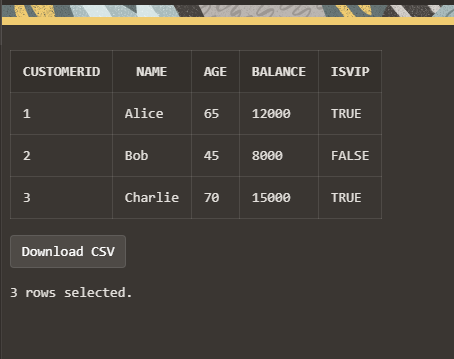 CUSTOMERID NAME AGE BALANCE ISVIP
1 Alice 65 12000 TRUE
2 Bob 45 8000 FALSE
3 Charlie 70 15000 TRUE
Download CSV
3 rows selected.